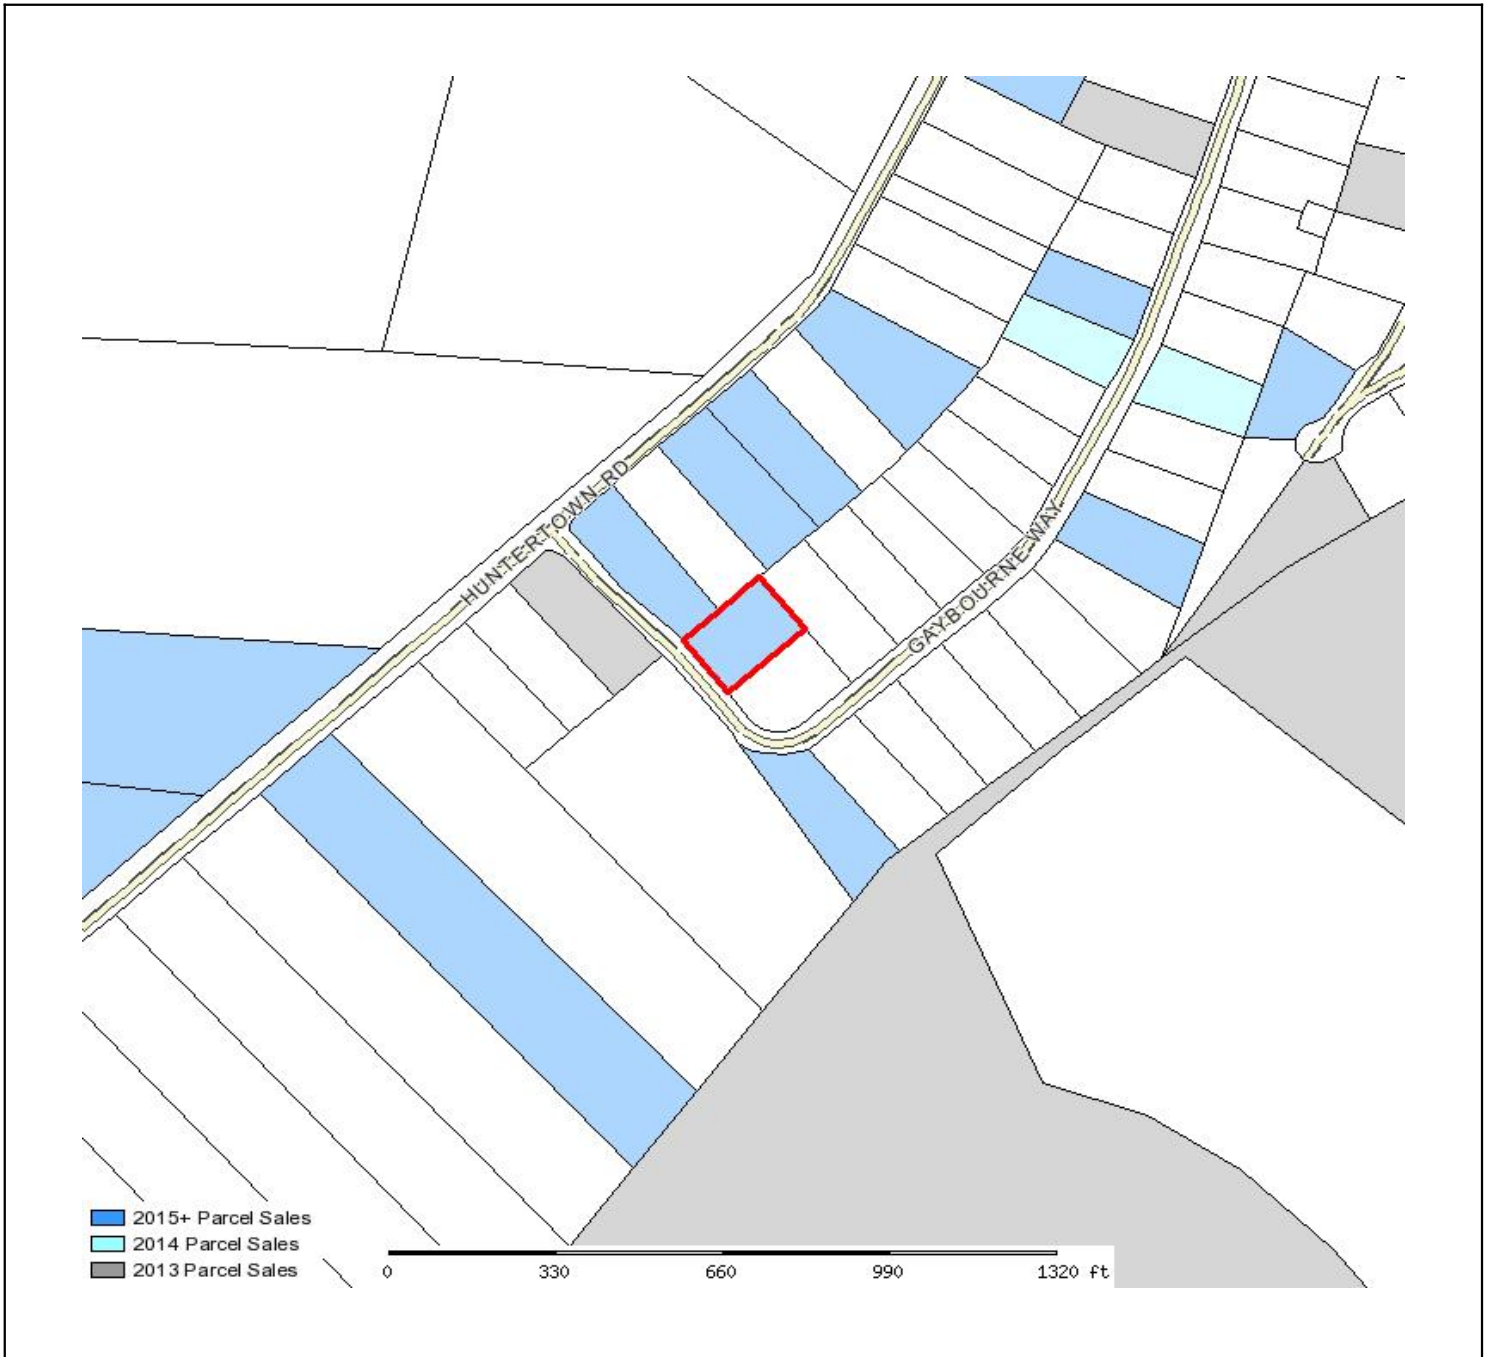 HUNTERTOWN RD
GAYBOURNE WAY
2015+ Parcel Sales
2014 Parcel Sales
2013 Parcel Sales
0 330 660 990 1320 ft